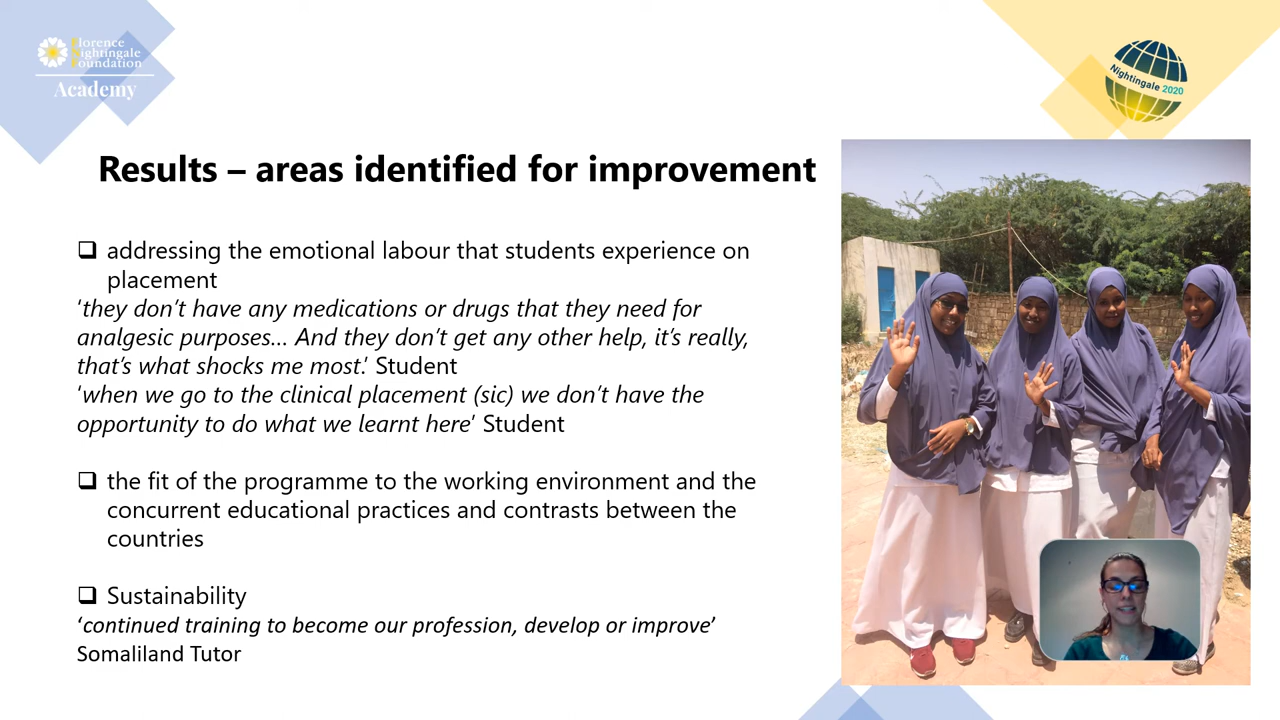 Florence
Nightingale
Foundation
Academy
Nightingale 2020
Results – areas identified for improvement
❑ addressing the emotional labour that students experience on
placement
‘they don’t have any medications or drugs that they need for
analgesic purposes... And they don’t get any other help, it’s really,
that’s what shocks me most.’ Student
‘when we go to the clinical placement (sic) we don’t have the
opportunity to do what we learnt here’ Student
❑ the fit of the programme to the working environment and the
concurrent educational practices and contrasts between the
countries
❑ Sustainability
‘continued training to become our profession, develop or improve’
Somaliland Tutor